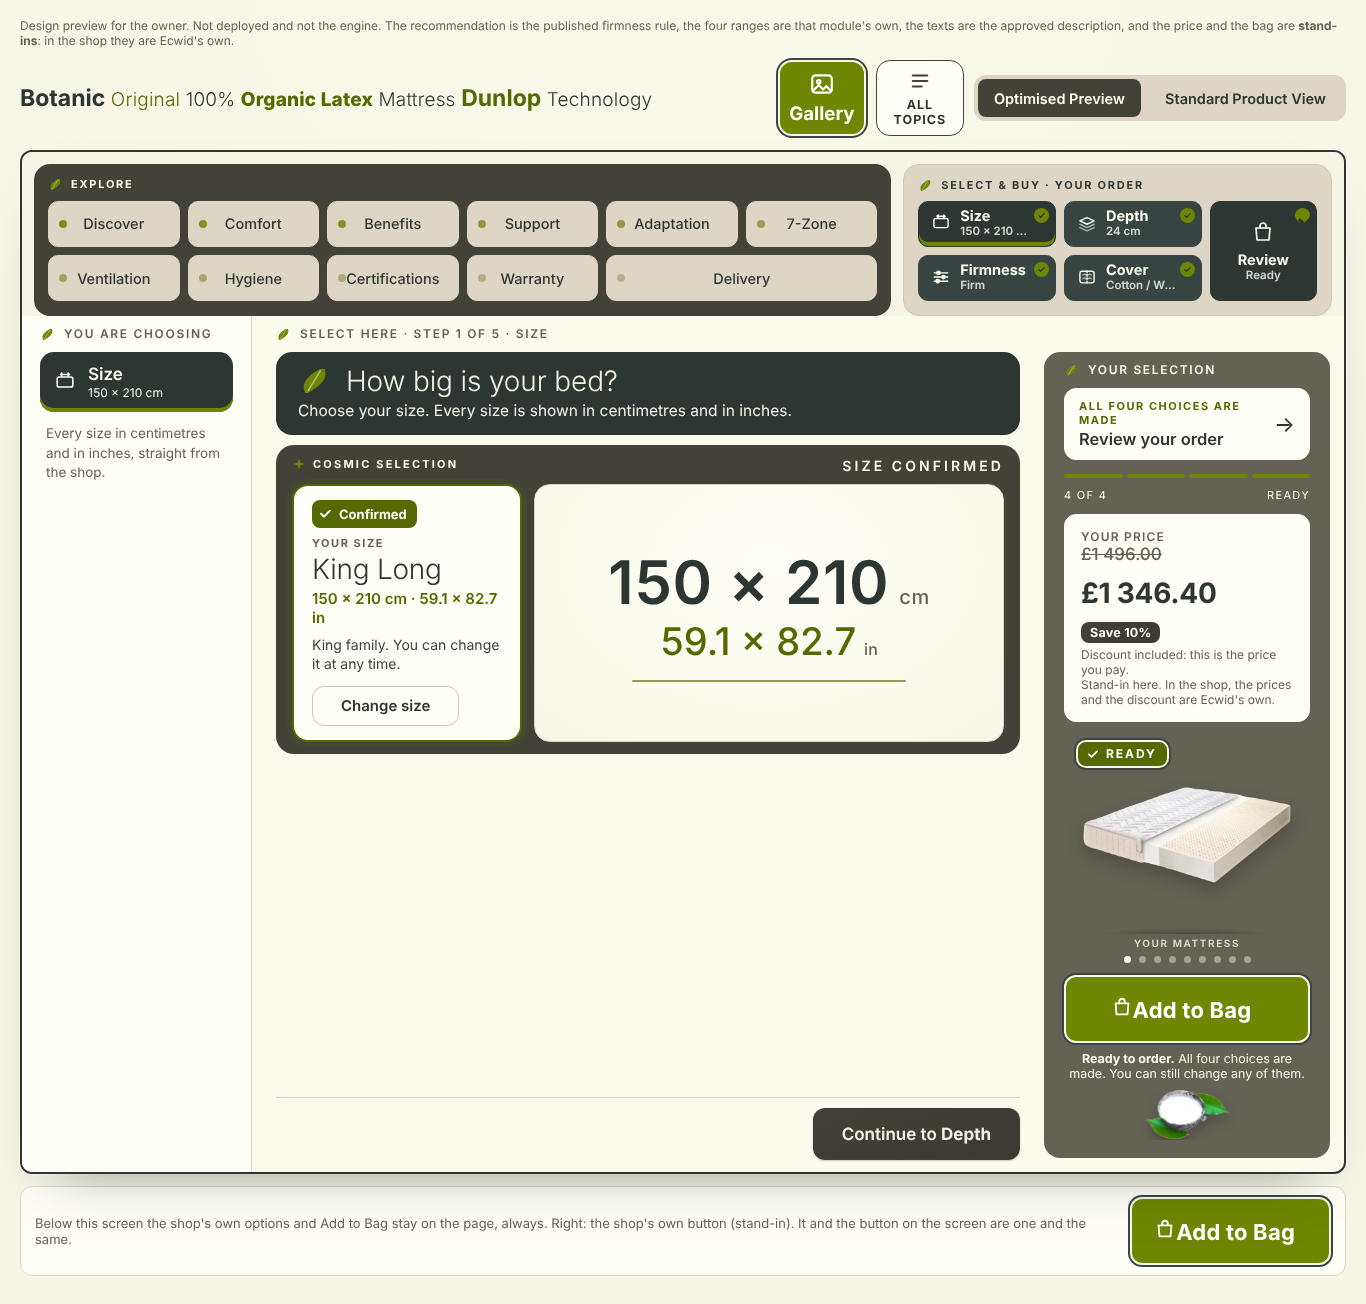 Design preview for the owner. Not deployed and not the engine. The recommendation is the published firmness rule, the four ranges are that module's own, the texts are the approved description, and the price and the bag are stand-
ins: in the shop they are Ecwid's own.
Botanic Original 100% Organic Latex Mattress Dunlop Technology
Gallery
ALL
TOPICS
Optimised Preview
Standard Product View
EXPLORE
Discover
Comfort
Benefits
Support
Adaptation
7-Zone
Ventilation
Hygiene
Certifications
Warranty
Delivery
SELECT & BUY · YOUR ORDER
Size
150 × 210 ...
Depth
24 cm
Firmness
Firm
Cover
Cotton / W...
Review
Ready
YOU ARE CHOOSING
Size
150 × 210 cm
Every size in centimetres
and in inches, straight from
the shop.
SELECT HERE · STEP 1 OF 5 · SIZE
How big is your bed?
Choose your size. Every size is shown in centimetres and in inches.
COSMIC SELECTION
SIZE CONFIRMED
Confirmed
YOUR SIZE
King Long
150 × 210 cm · 59.1 × 82.7
in
King family. You can change
it at any time.
Change size
150 × 210 cm
59.1 × 82.7 in
Continue to Depth
YOUR SELECTION
ALL FOUR CHOICES ARE
MADE
Review your order
4 OF 4
READY
YOUR PRICE
£1 496.00
£1 346.40
Save 10%
Discount included: this is the price
you pay.
Stand-in here. In the shop, the prices
and the discount are Ecwid's own.
READY
YOUR MATTRESS
Add to Bag
Ready to order. All four choices are
made. You can still change any of them.
Below this screen the shop's own options and Add to Bag stay on the page, always. Right: the shop's own button (stand-in). It and the button on the screen are one and the
same.
Add to Bag